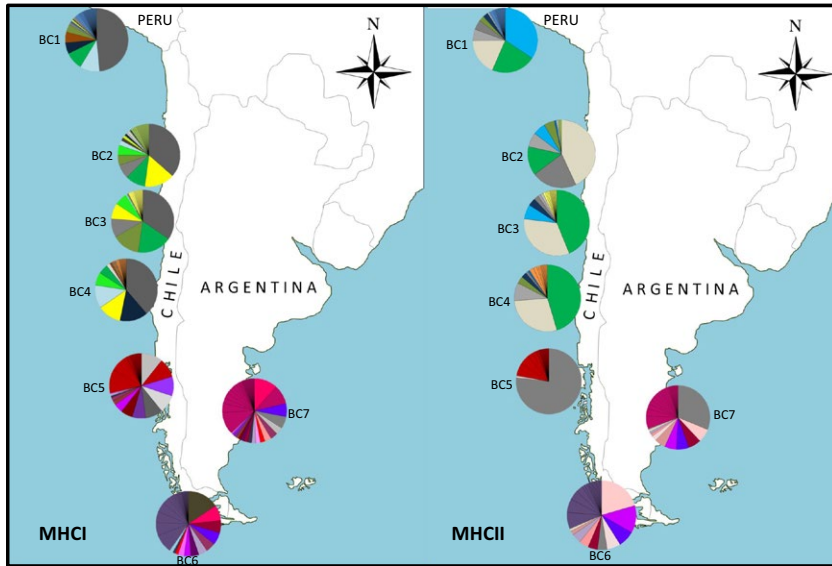 PERU
N
BC1
BC2
BC3
BC4
CHILE
ARGENTINA
BC5
BC7
MHCI
BC6
PERU
N
BC1
BC2
BC3
BC4
CHILE
ARGENTINA
BC5
BC7
MHCII
BC6